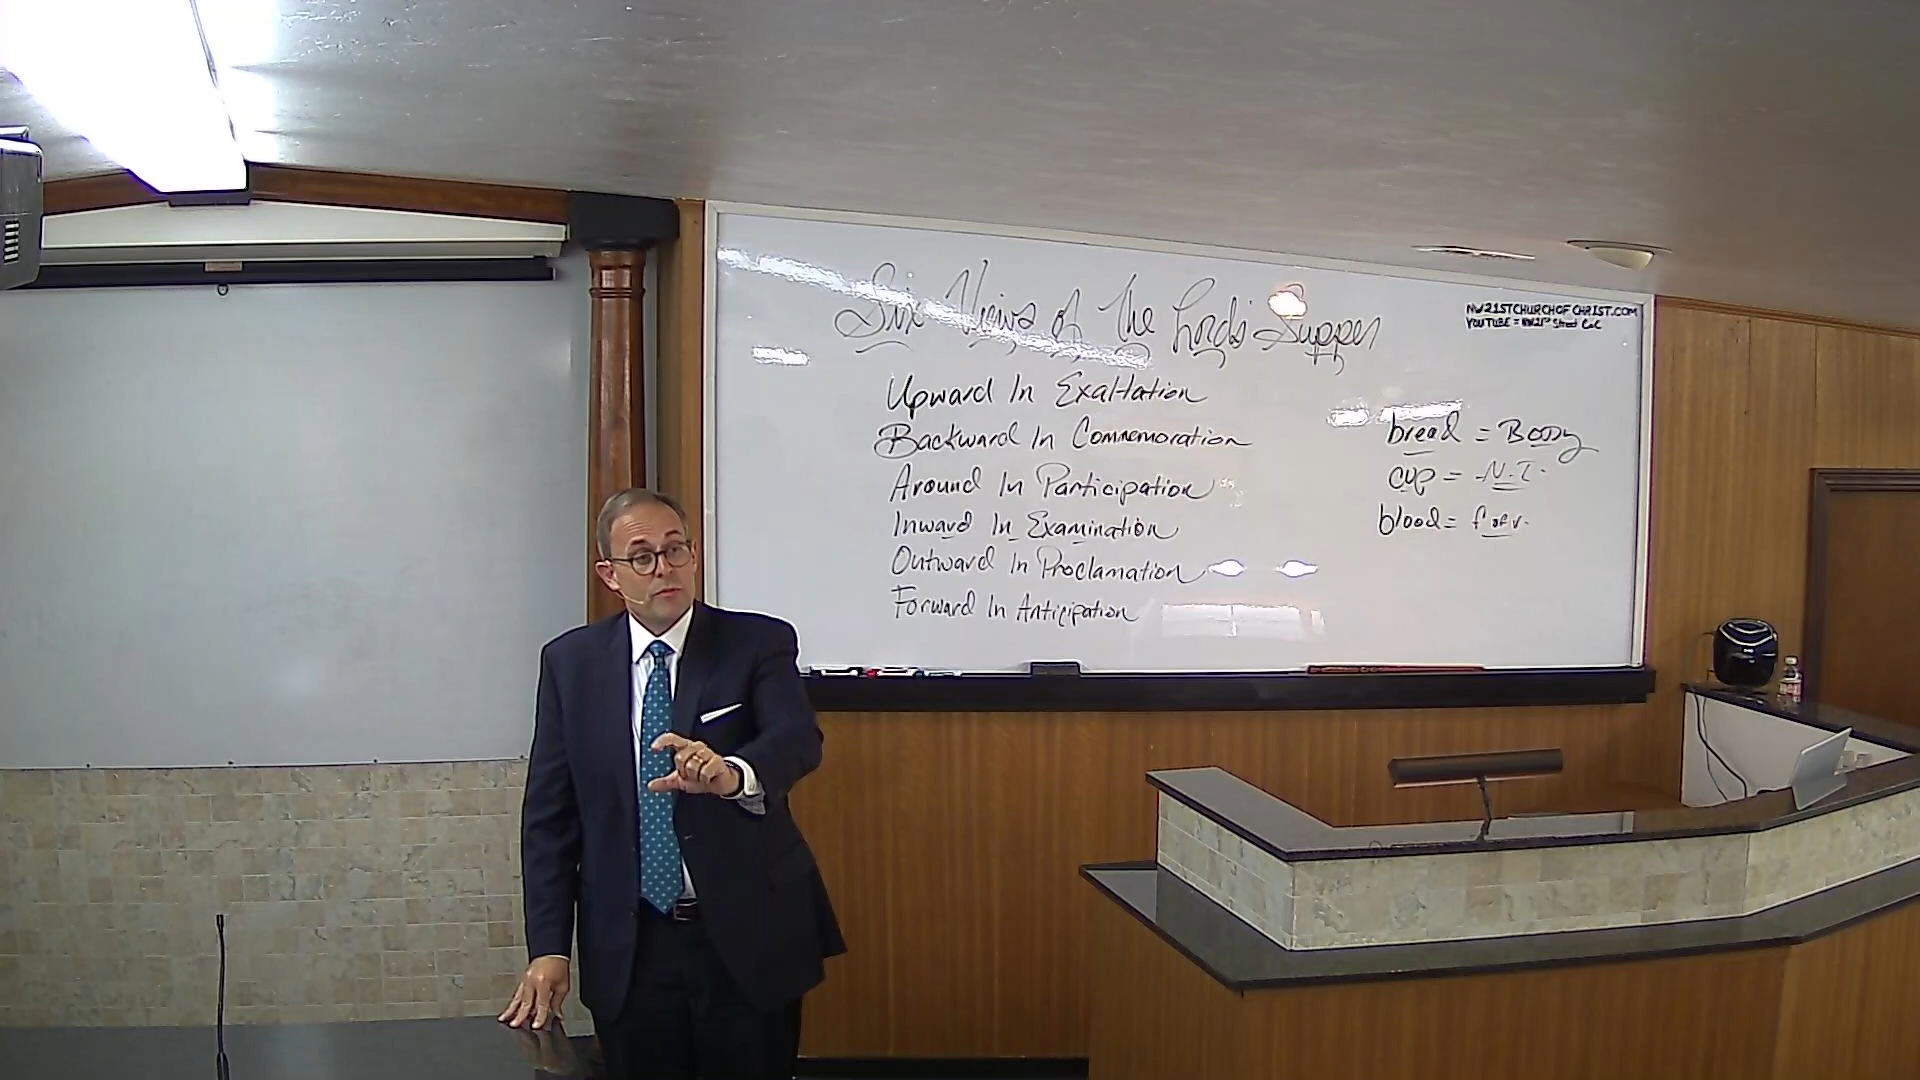 Six Views of the Lord's Supper
NW21STCHURCHOFCHRIST.COM
YOUTUBE = NW21st Street CoC
Upward In Exaltation
Backward In Commemoration
Around In Participation
Inward In Examination
Outward In Proclamation
Forward In Anticipation
bread = Body
cup = N.T.
blood = f of v.